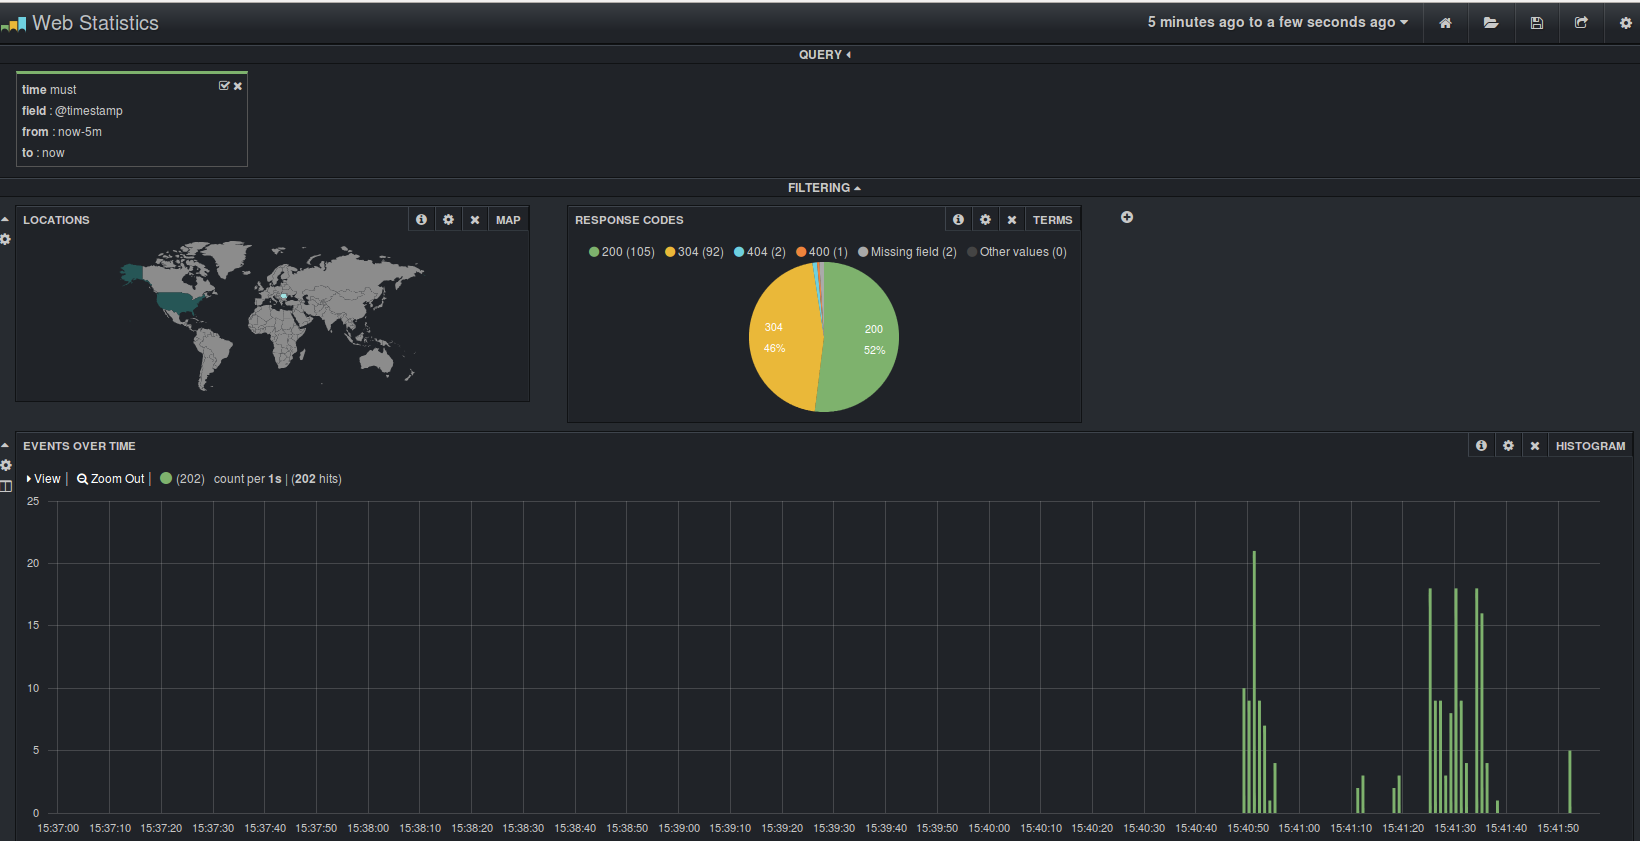 Web Statistics
5 minutes ago to a few seconds ago
QUERY
time must
field : @timestamp
from : now-5m
to : now
FILTERING
LOCATIONS
MAP
RESPONSE CODES
TERMS
200 (105) 304 (92) 404 (2) 400 (1) Missing field (2) Other values (0)
304
46%
200
52%
EVENTS OVER TIME
HISTOGRAM
View | Zoom Out | (202) count per 1s | (202 hits)
25
20
15
10
5
0
15:37:00 15:37:10 15:37:20 15:37:30 15:37:40 15:37:50 15:38:00 15:38:10 15:38:20 15:38:30 15:38:40 15:38:50 15:39:00 15:39:10 15:39:20 15:39:30 15:39:40 15:39:50 15:40:00 15:40:10 15:40:20 15:40:30 15:40:40 15:40:50 15:41:00 15:41:10 15:41:20 15:41:30 15:41:40 15:41:50